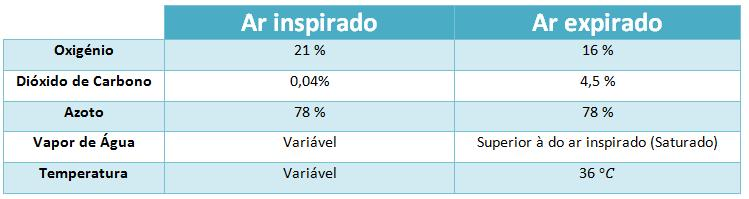 Ar inspirado Ar expirado
Oxigénio 21 % 16 %
Dióxido de Carbono 0,04% 4,5 %
Azoto 78 % 78 %
Vapor de Água Variável Superior à do ar inspirado (Saturado)
Temperatura Variável 36 °C